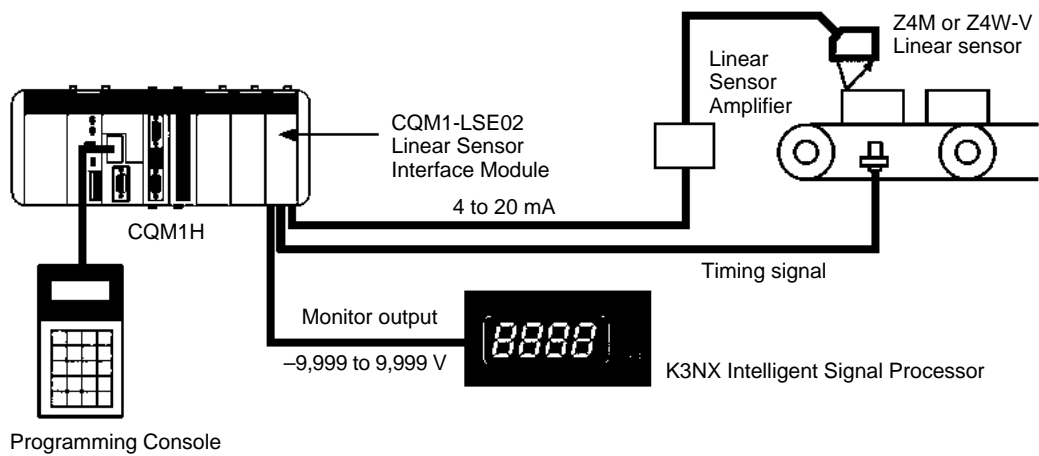 Z4M or Z4W-V
Linear sensor
Linear
Sensor
Amplifier
CQM1-LSE02
Linear Sensor
Interface Module
4 to 20 mA
CQM1H
Timing signal
Monitor output
–9,999 to 9,999 V
8888
K3NX Intelligent Signal Processor
Programming Console